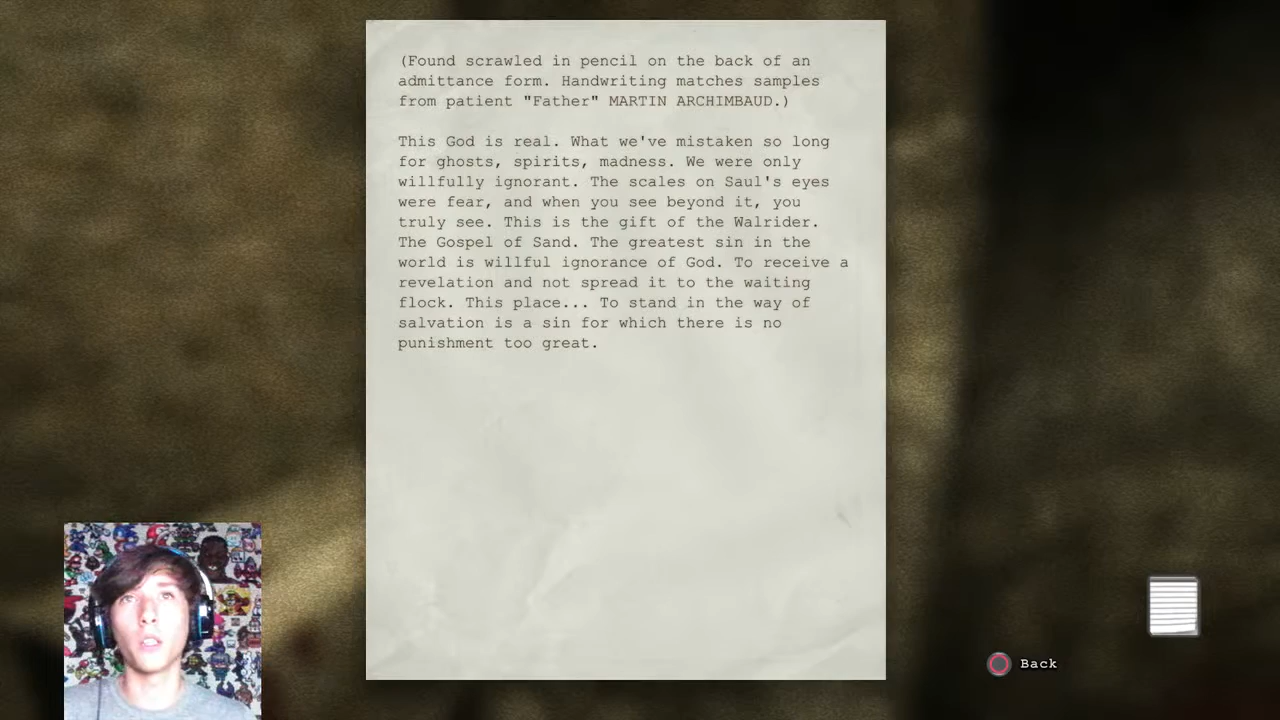 (Found scrawled in pencil on the back of an
admittance form. Handwriting matches samples
from patient "Father" MARTIN ARCHIMBAUD.)
This God is real. What we've mistaken so long
for ghosts, spirits, madness. We were only
willfully ignorant. The scales on Saul's eyes
were fear, and when you see beyond it, you
truly see. This is the gift of the Walrider.
The Gospel of Sand. The greatest sin in the
world is willful ignorance of God. To receive a
revelation and not spread it to the waiting
flock. This place... To stand in the way of
salvation is a sin for which there is no
punishment too great.
Back